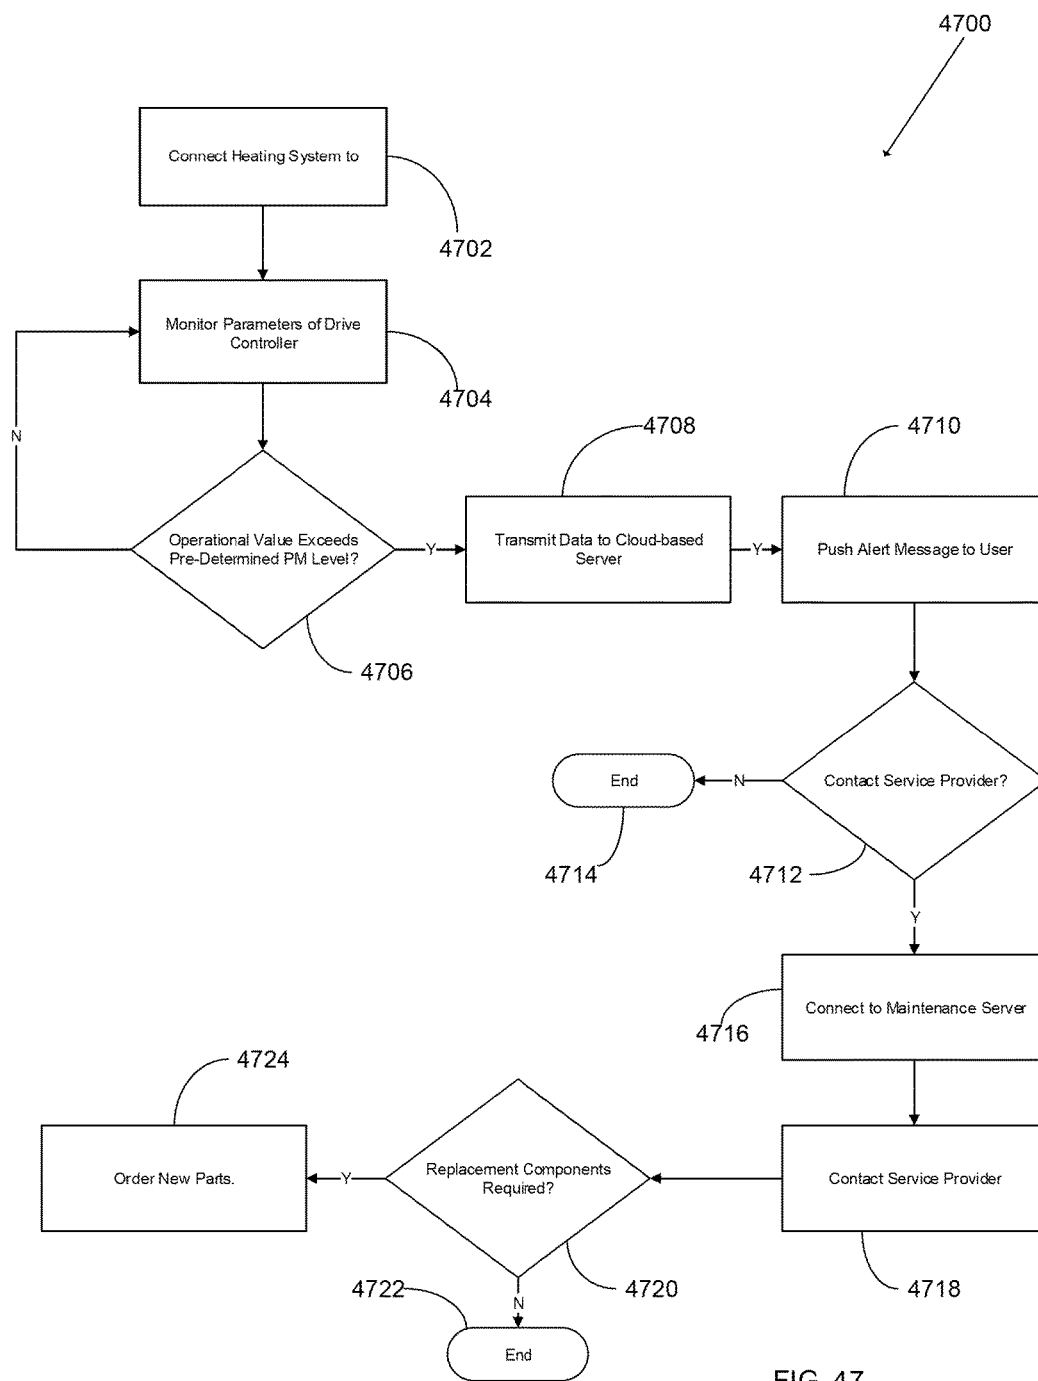 4700
Connect Heating System to
4702
Monitor Parameters of Drive
Controller
4704
N
4708
4710
Operational Value Exceeds
Pre-Determined PM Level?
Y
Transmit Data to Cloud-based
Server
Y
Push Alert Message to User
4706
End
N
Contact Service Provider?
4714
4712
Y
Connect to Maintenance Server
4716
4724
Order New Parts.
Y
Replacement Components
Required?
Contact Service Provider
4722
4720
4718
N
End
FIG. 47